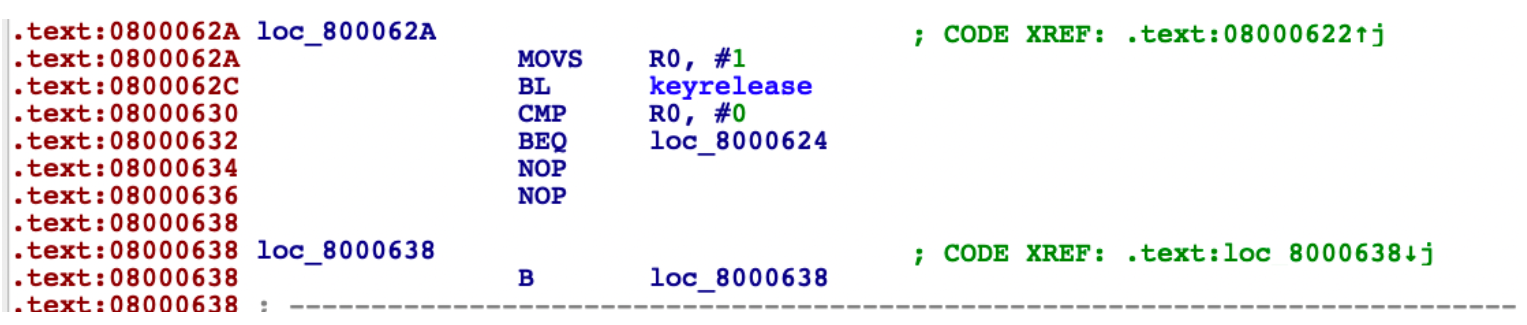 .text:0800062A loc_800062A ; CODE XREF: .text:08000622↑j
.text:0800062A MOVS R0, #1
.text:0800062C BL keyrelease
.text:08000630 CMP R0, #0
.text:08000632 BEQ loc_8000624
.text:08000634 NOP
.text:08000636 NOP
.text:08000638
.text:08000638 loc_8000638 ; CODE XREF: .text:loc 8000638↓j
.text:08000638 B loc_8000638
.text:08000638 ; ---------------------------------------------------------------------------